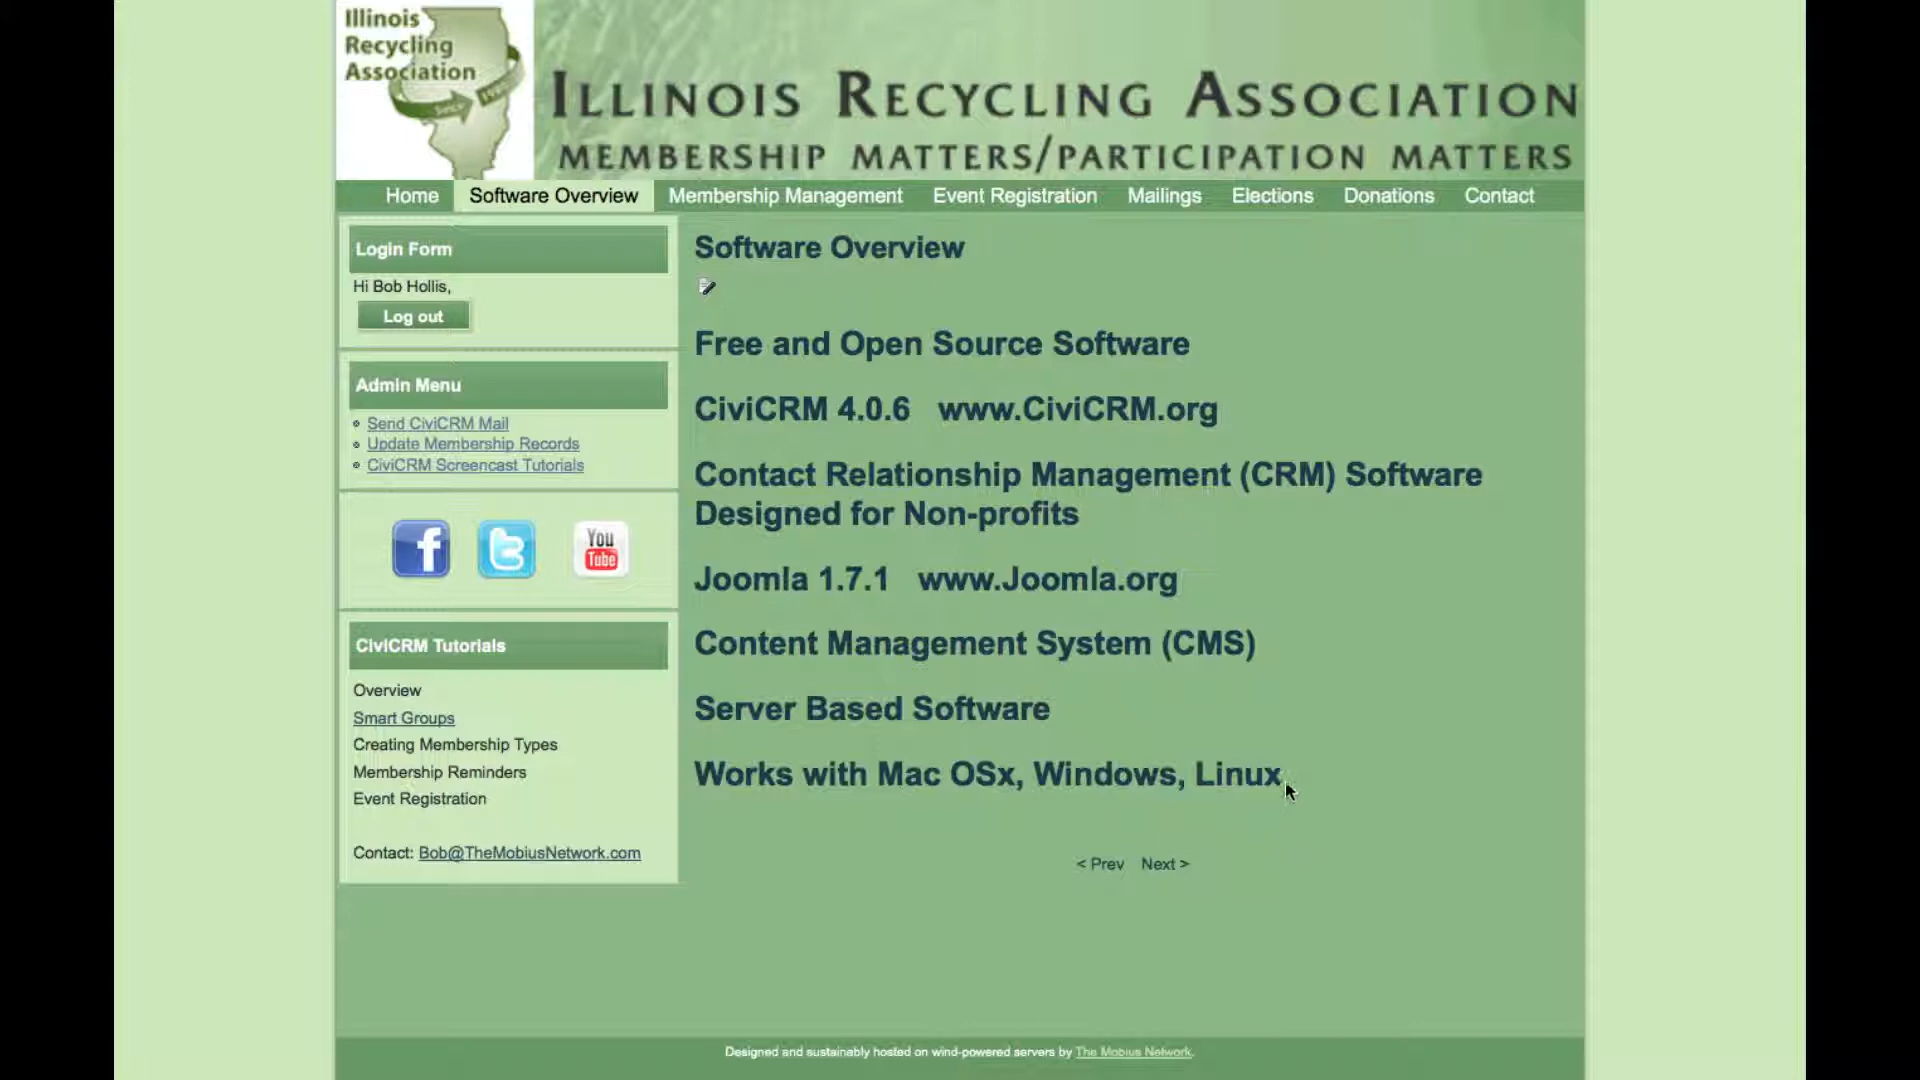 Illinois
Recycling
Association
Since 1980
ILLINOIS RECYCLING ASSOCIATION
MEMBERSHIP MATTERS/PARTICIPATION MATTERS
Home Software Overview Membership Management Event Registration Mailings Elections Donations Contact
Login Form
Hi Bob Hollis,
Log out
Admin Menu
Send CiviCRM Mail
Update Membership Records
CiviCRM Screencast Tutorials
You
Tube
CiviCRM Tutorials
Overview
Smart Groups
Creating Membership Types
Membership Reminders
Event Registration
Contact: Bob@TheMobiusNetwork.com
Software Overview
Free and Open Source Software
CiviCRM 4.0.6 www.CiviCRM.org
Contact Relationship Management (CRM) Software
Designed for Non-profits
Joomla 1.7.1 www.Joomla.org
Content Management System (CMS)
Server Based Software
Works with Mac OSx, Windows, Linux
< Prev Next >
Designed and sustainably hosted on wind-powered servers by The Mobius Network.